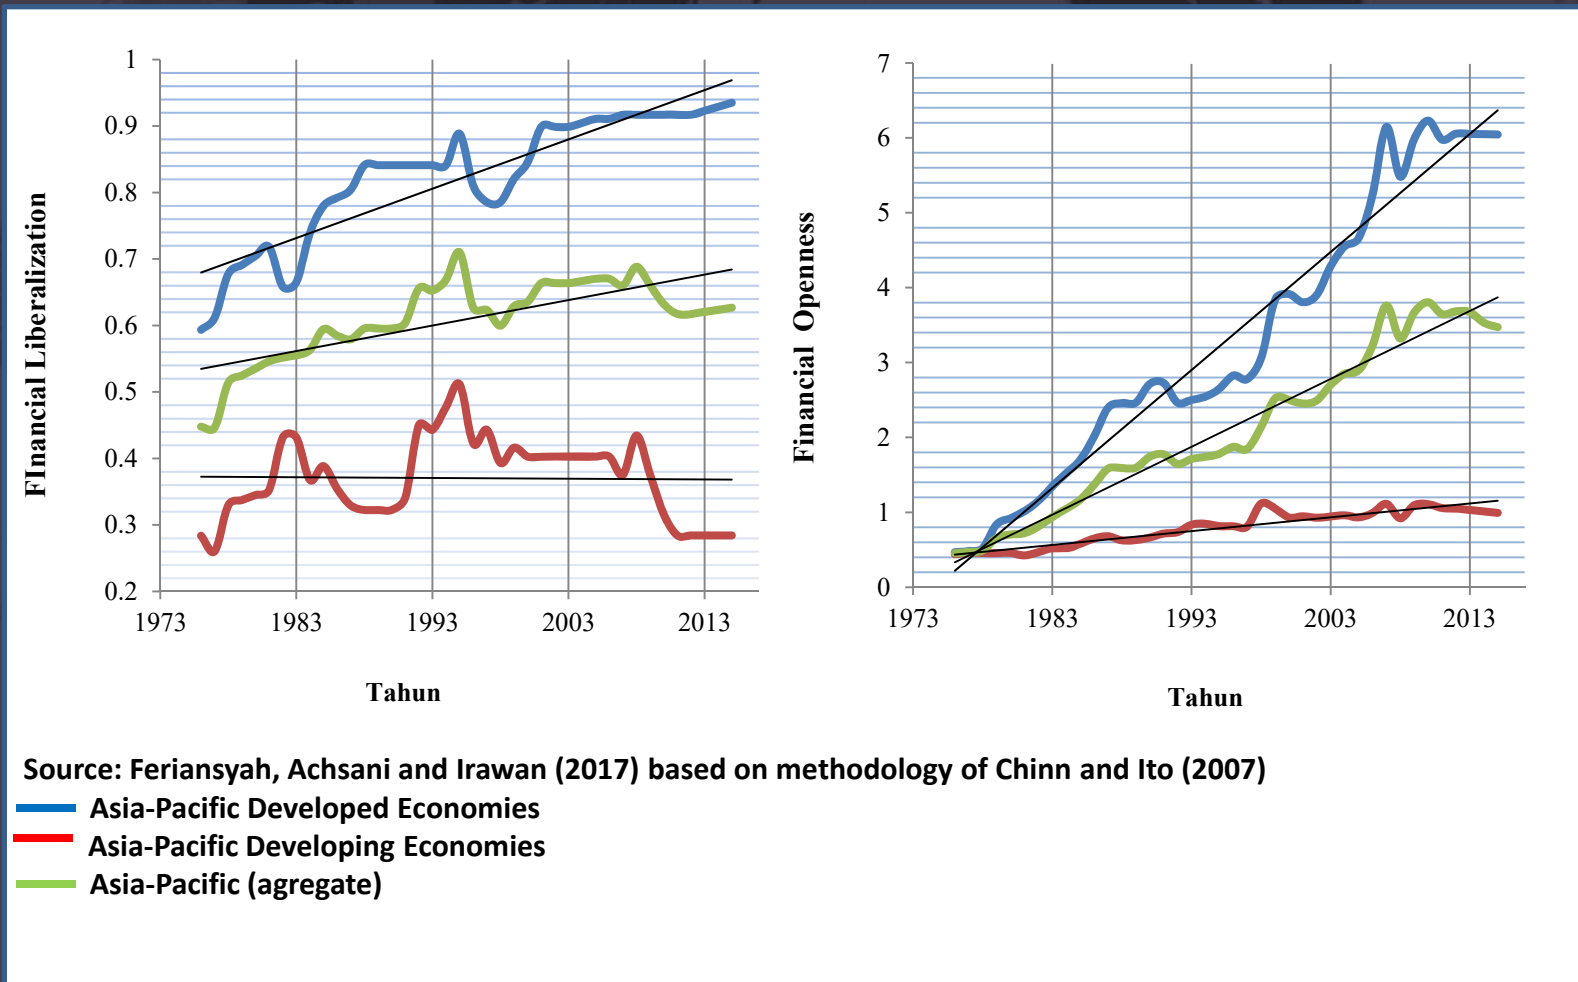 1
0.9
0.8
0.7
0.6
0.5
0.4
0.3
0.2
1973 1983 1993 2003 2013
FInancial Liberalization
Tahun
7
6
5
4
3
2
1
0
1973 1983 1993 2003 2013
Financial Openness
Tahun
Source: Feriansyah, Achsani and Irawan (2017) based on methodology of Chinn and Ito (2007)
Asia-Pacific Developed Economies
Asia-Pacific Developing Economies
Asia-Pacific (agregate)